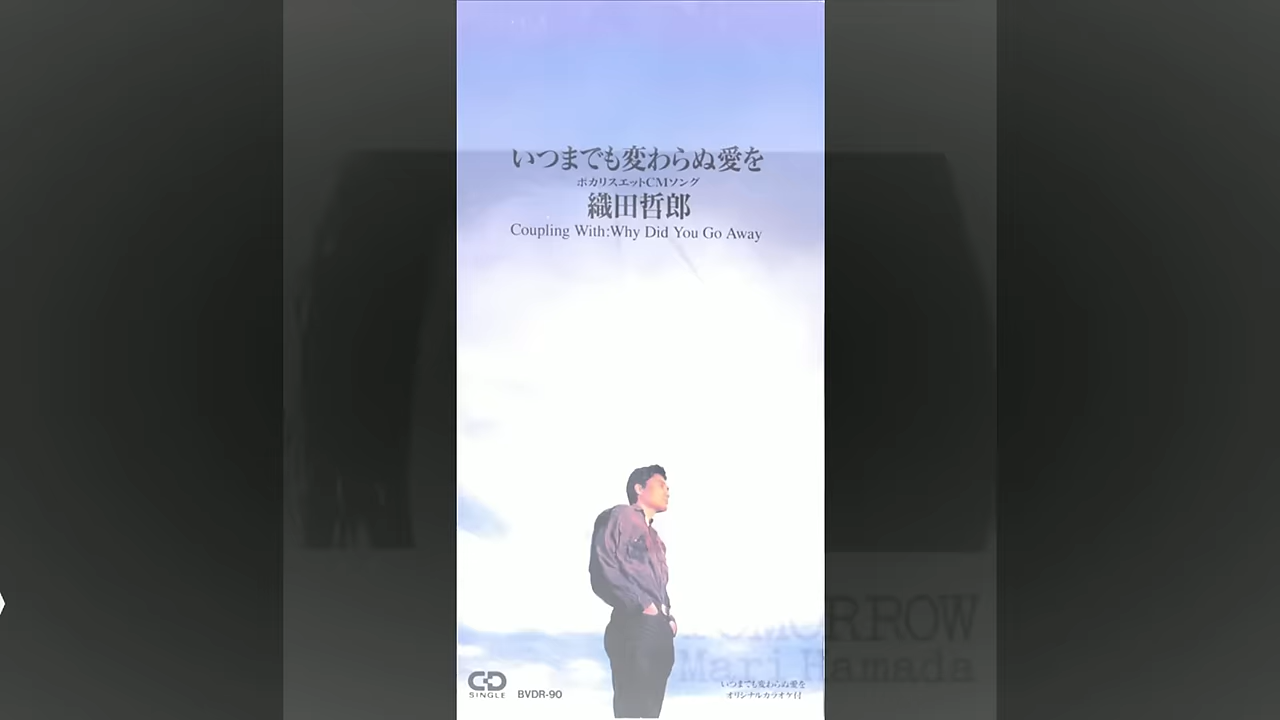 いつまでも変わらぬ愛を
ポカリスエットCMソング
織田哲郎
Coupling With:Why Did You Go Away
TOMORROW
Mari Hamada
CD
SINGLE
BVDR-90
いつまでも変わらぬ愛を
オリジナルカラオケ付